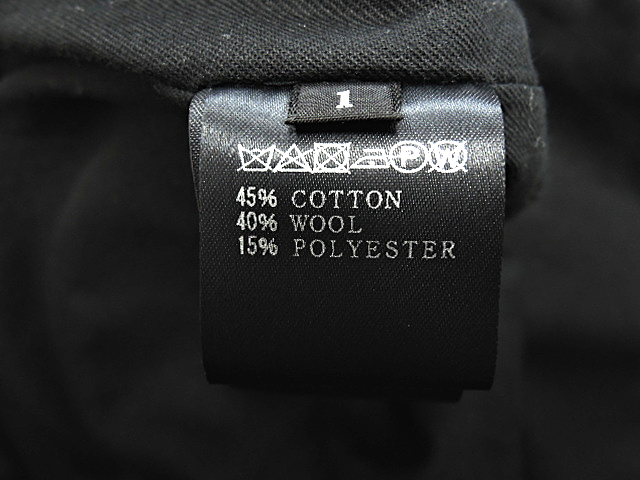 1
P W
45% COTTON
40% WOOL
15% POLYESTER